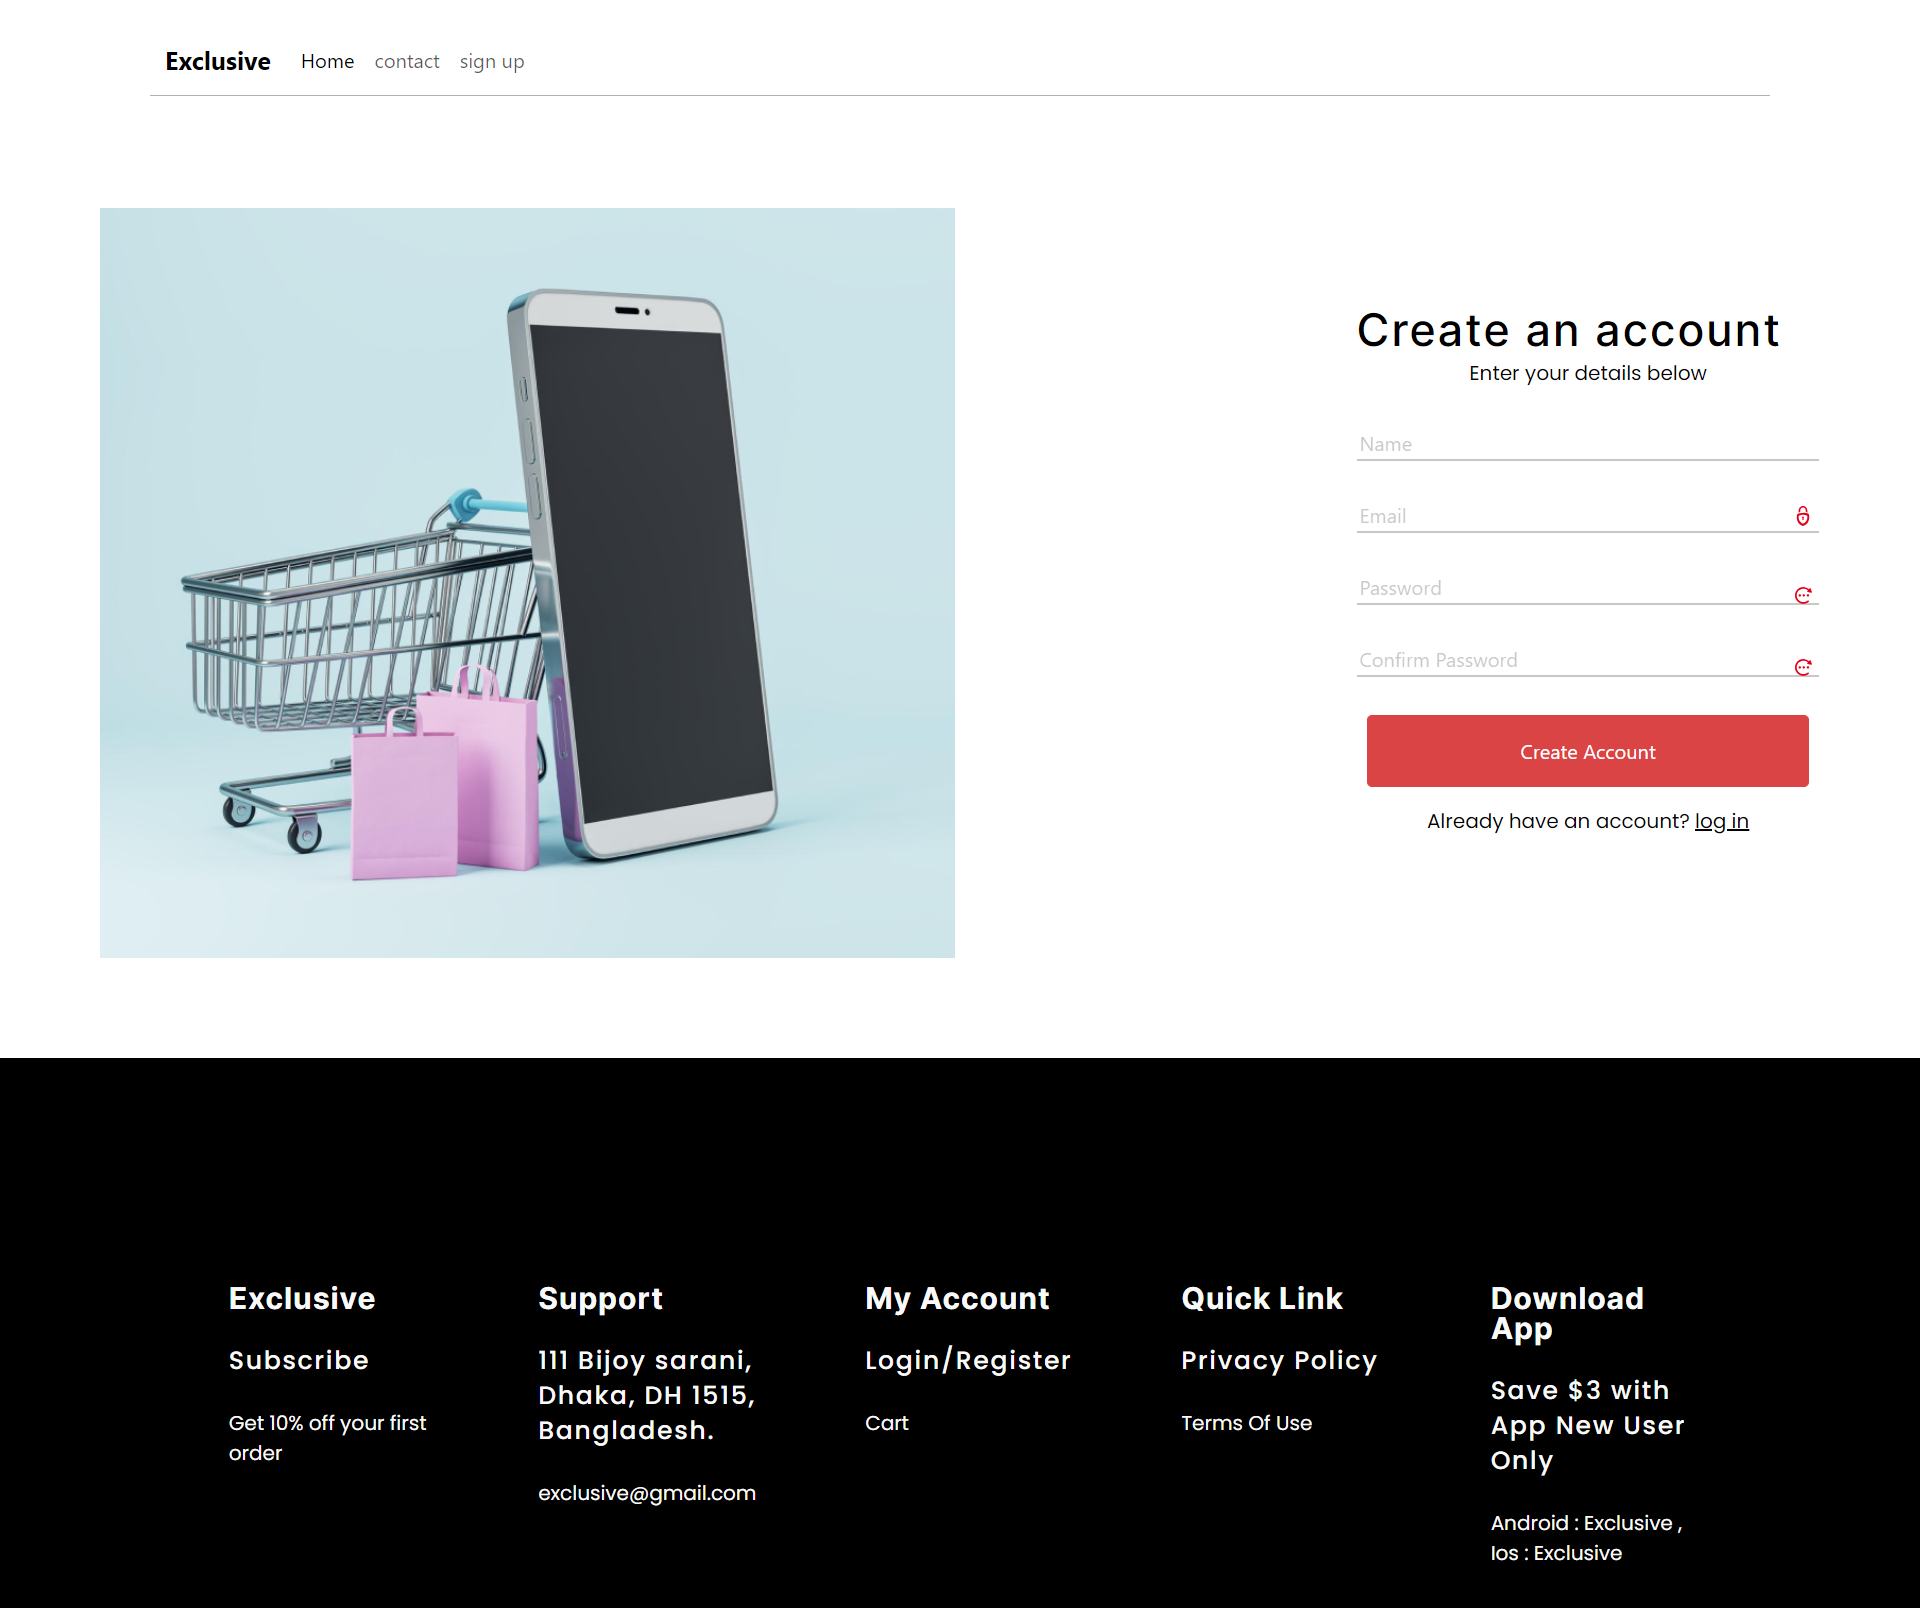 Exclusive Home contact sign up
Create an account
Enter your details below
Name
Email
Password
Confirm Password
Create Account
Already have an account? log in
Exclusive
Subscribe
Get 10% off your first
order
Support
111 Bijoy sarani,
Dhaka, DH 1515,
Bangladesh.
exclusive@gmail.com
My Account
Login/Register
Cart
Quick Link
Privacy Policy
Terms Of Use
Download
App
Save $3 with
App New User
Only
Android : Exclusive ,
Ios : Exclusive